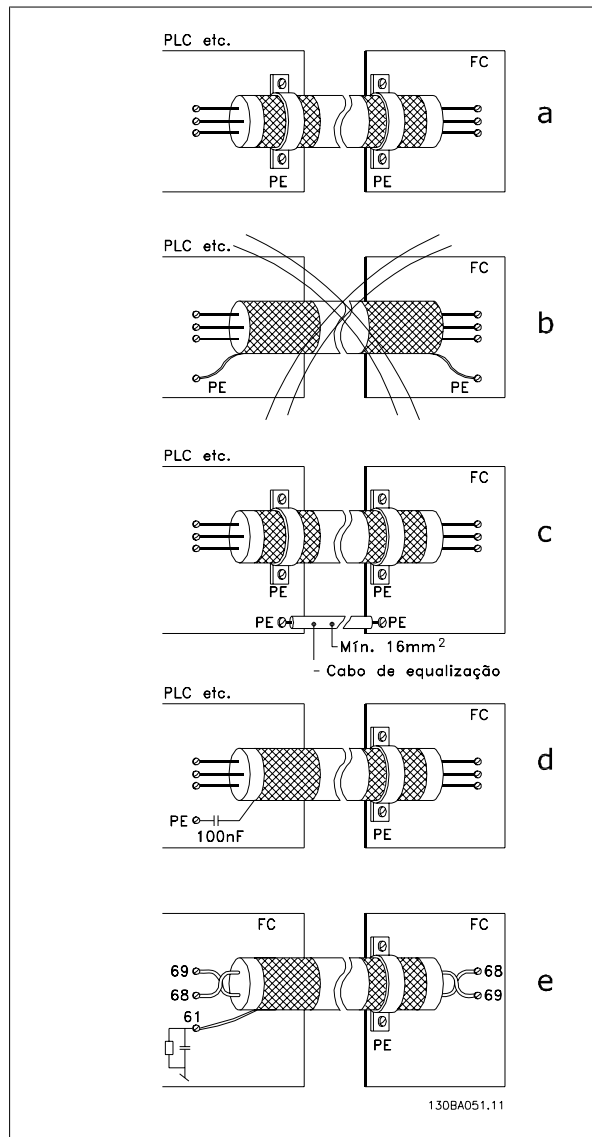 PLC etc.
FC
a
PE
PE
PLC etc.
FC
b
PE
PE
PLC etc.
FC
c
PE
PE
PE
PE
Mín. 16mm²
Cabo de equalização
PLC etc.
FC
d
PE
100nF
PE
FC
FC
69
68
68
69
e
61
PE
130BA051.11